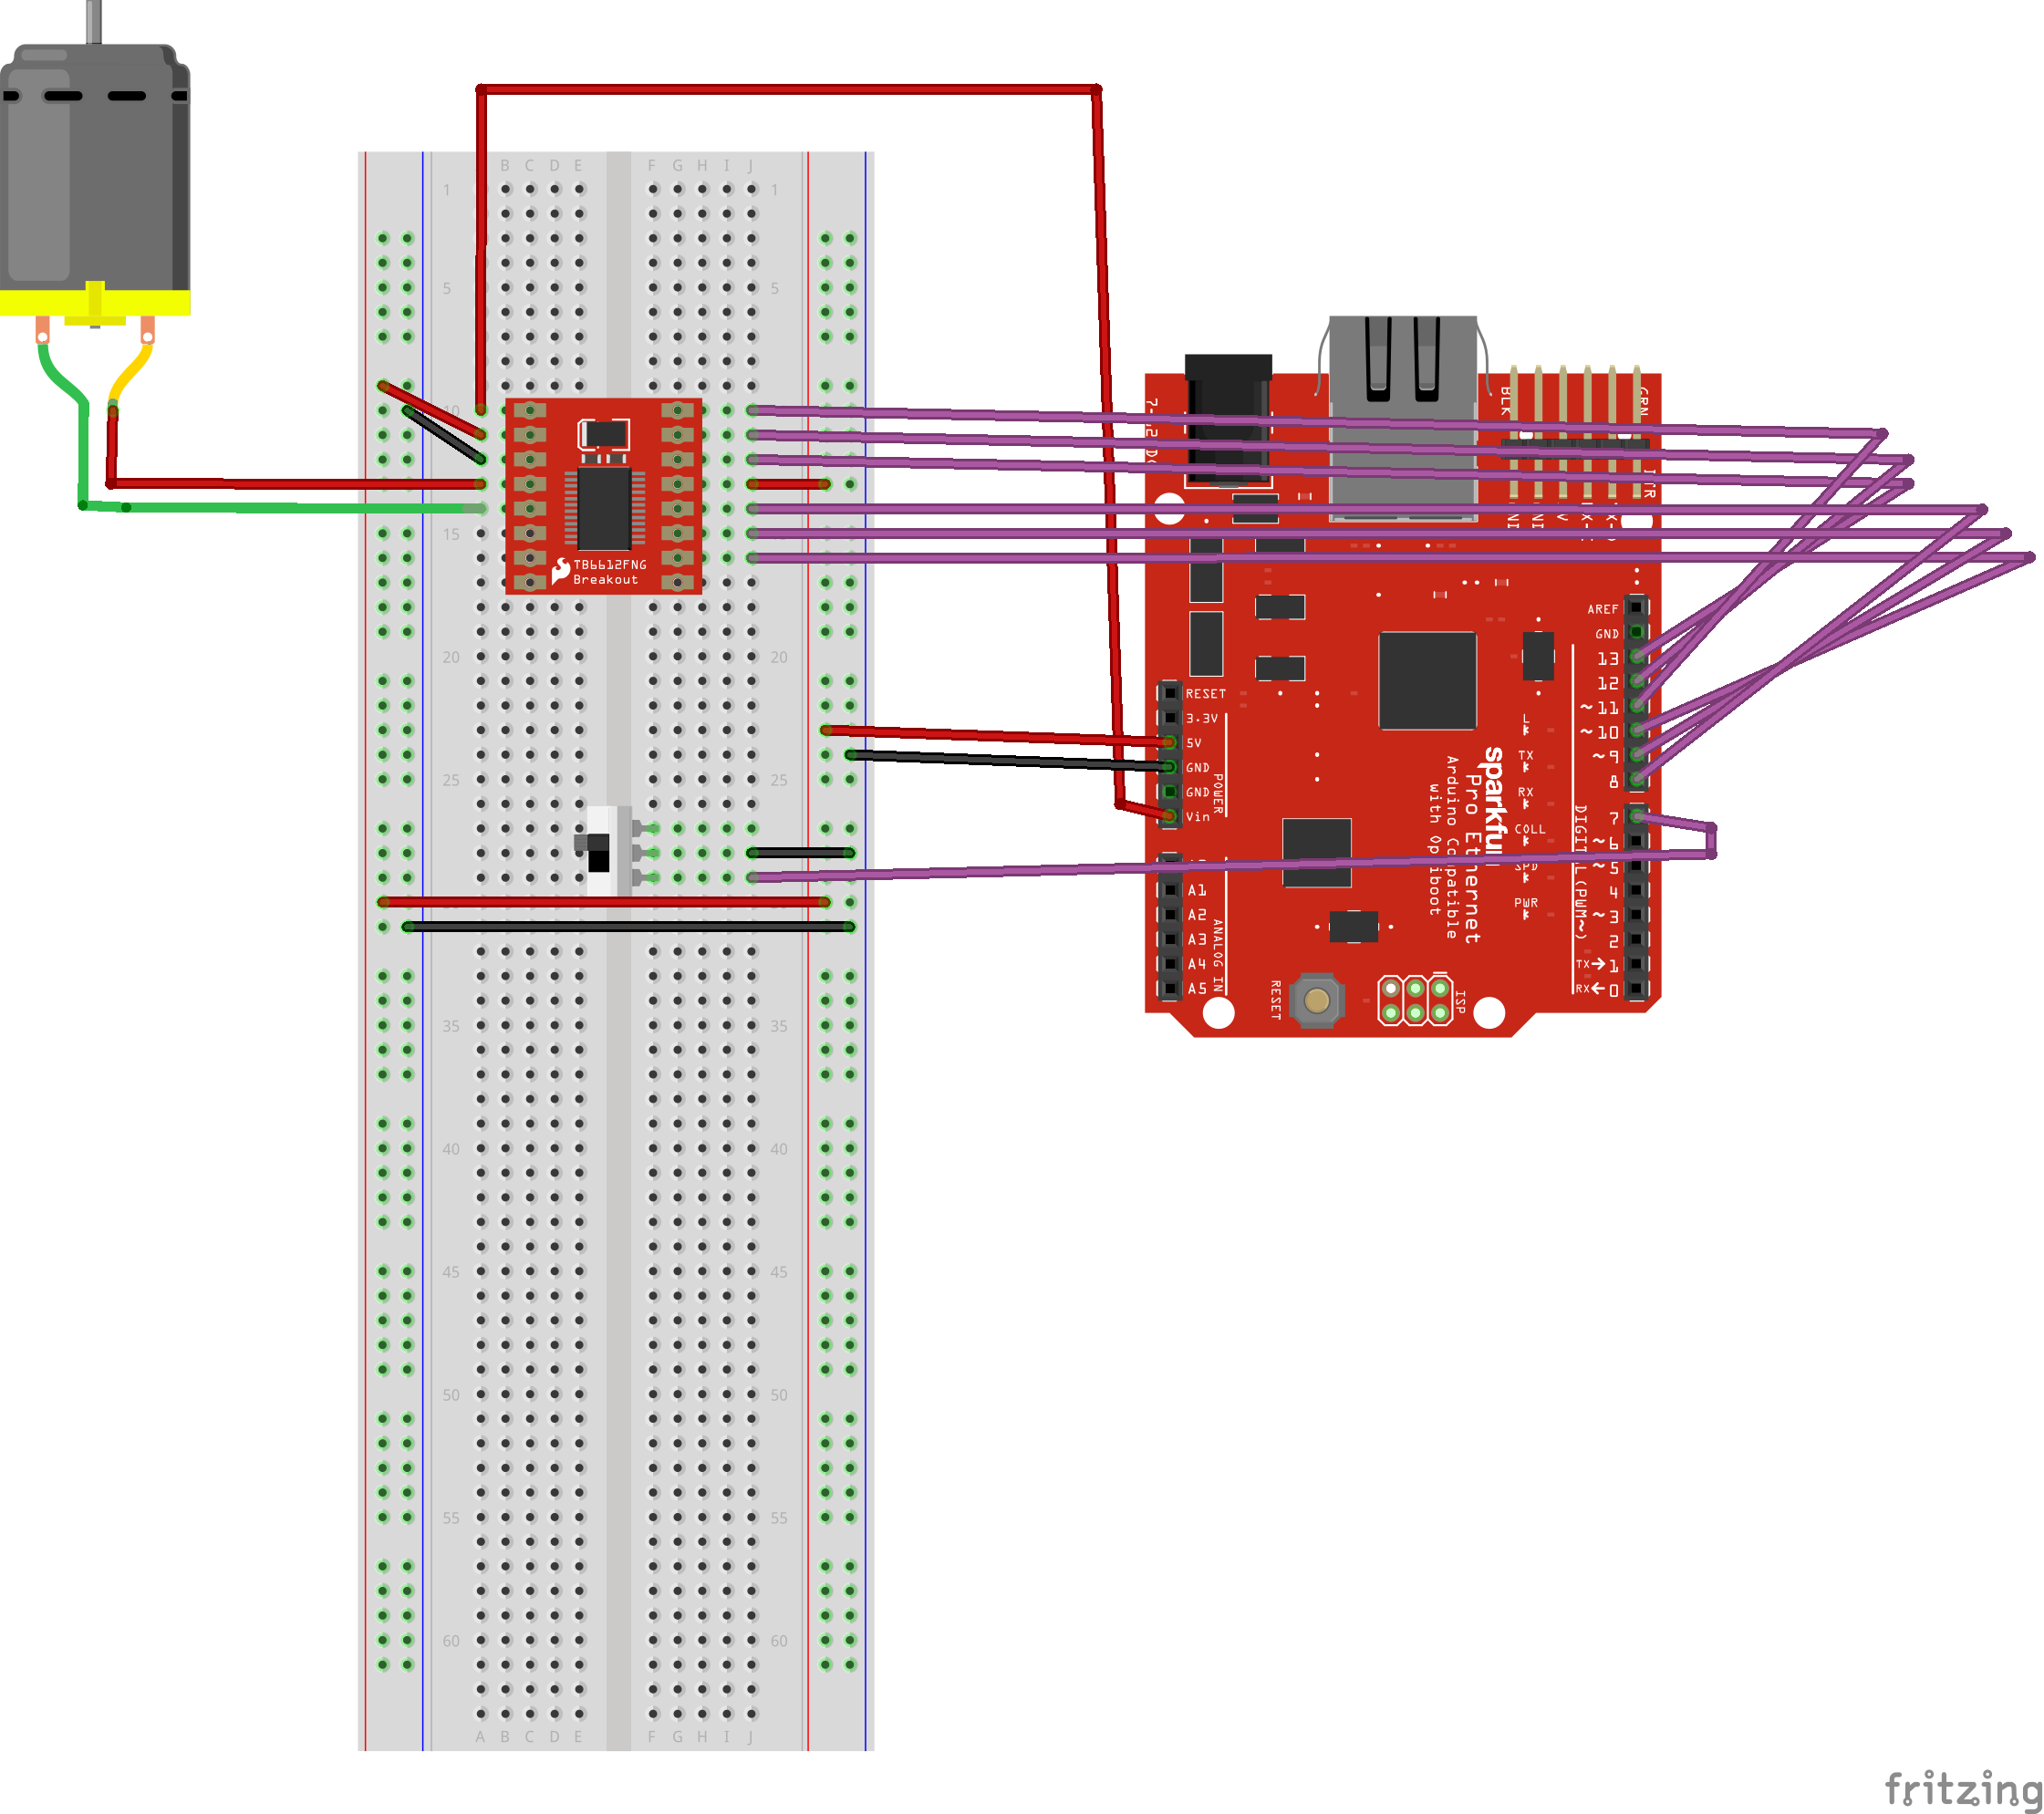 B C D E F G H I J
1 1
5 5
10
15
20 20
25 25
35 35
40 40
45 45
50 50
55 55
60 60
A B C D E F G H I J
TB6612FNG
Breakout
BLK
GRN
AREF
GND
13
12
~11
~10
~9
8
7
~
~5
4
~3
2
TX→1
RX←0
DIGITAL (PWM~)
RESET
3.3V
5V
GND
GND
Vin
POWER
A1
A2
A3
A4
A5
ANALOG IN
L
TX
RX
COLL
SPD
PWR
sparkfun
Pro Ethernet
Arduino Compatible
with Optiboot
RESET
ISP
fritzing